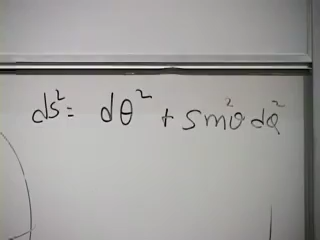 ds² = dθ² + sin²θ dφ²